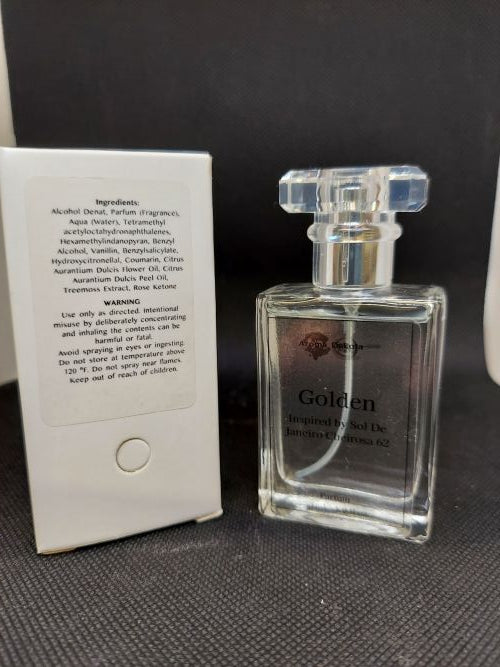 Ingredients:
Alcohol Denat, Parfum (Fragrance),
Aqua (Water), Tetramethyl
acetyloctahydronaphthalenes,
Hexamethylindanopyran, Benzyl
Alcohol, Vanillin, Benzylsalicylate,
Hydroxycitronellal, Coumarin, Citrus
Aurantium Dulcis Flower Oil, Citrus
Aurantium Dulcis Peel Oil,
Treemoss Extract, Rose Ketone
WARNING
Use only as directed. Intentional
misuse by deliberately concentrating
and inhaling the contents can be
harmful or fatal.
Avoid spraying in eyes or ingesting.
Do not store at temperature above
120 °F. Do not spray near flames.
Keep out of reach of children.
Aroma Dakota
Golden
Inspired by Sol De
Janeiro Cheirosa 62
Parfum